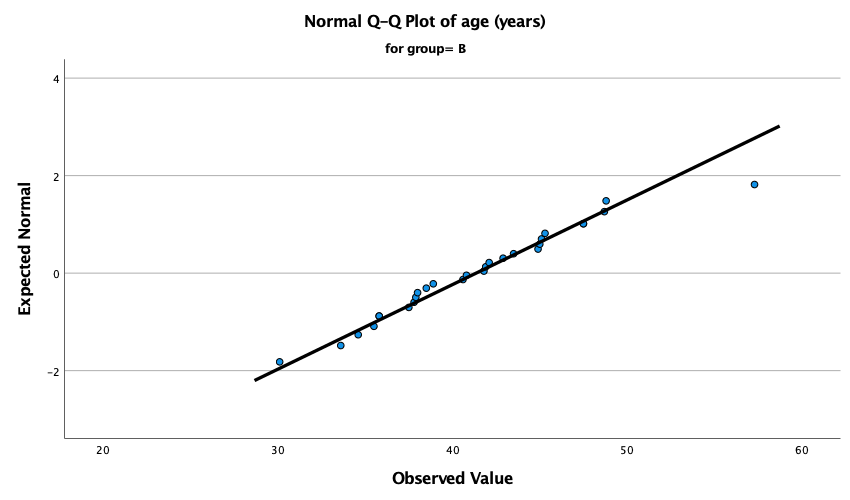 Normal Q-Q Plot of age (years)
for group= B
4
2
0
-2
Expected Normal
20 30 40 50 60
Observed Value